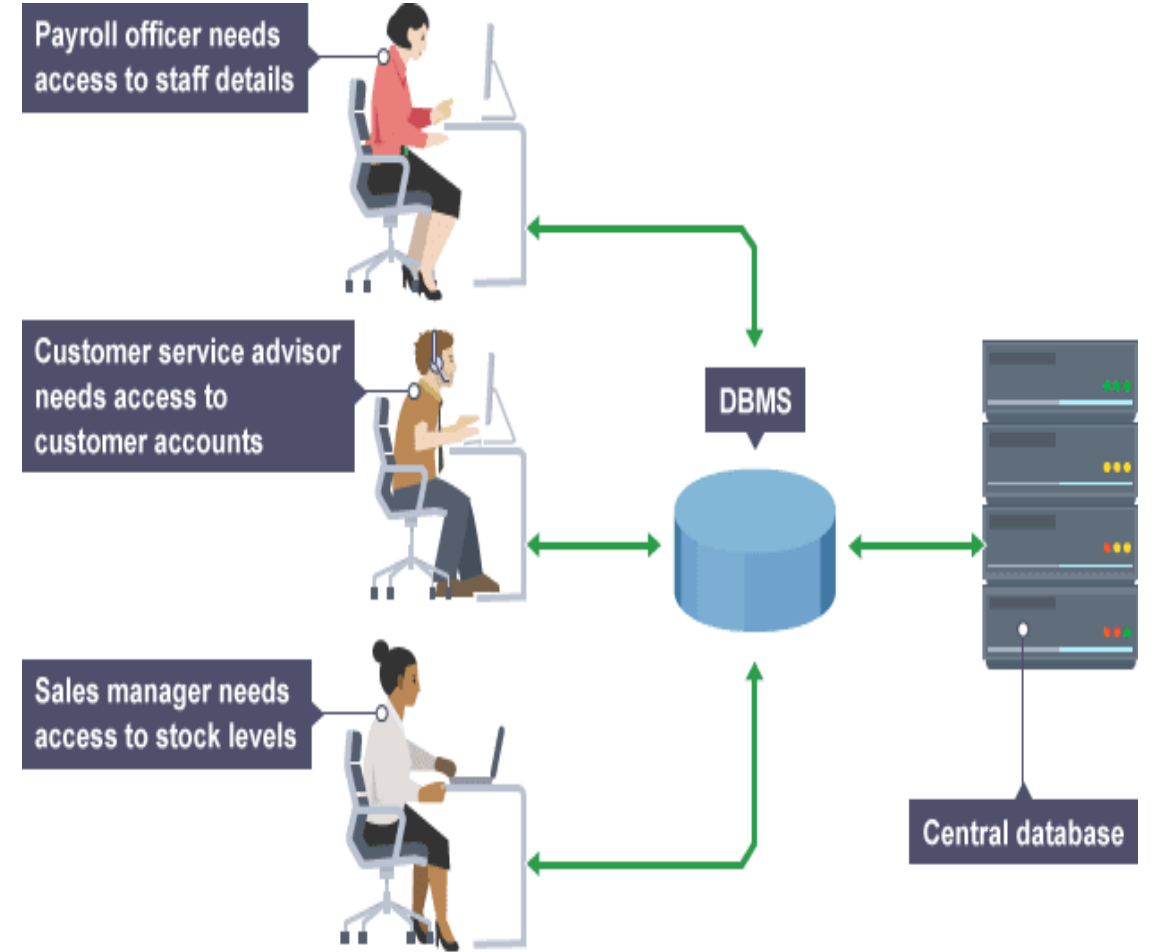 Payroll officer needs
access to staff details
Customer service advisor
needs access to
customer accounts
DBMS
Sales manager needs
access to stock levels
Central database